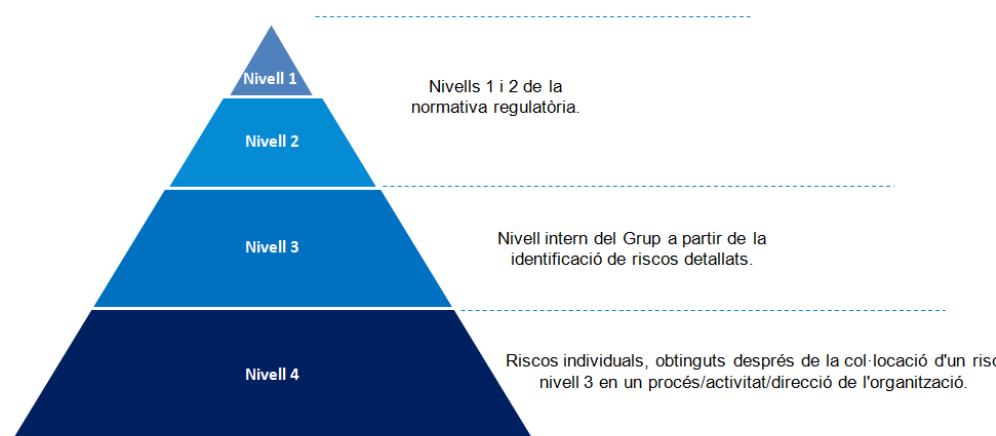 Nivell 1
Nivells 1 i 2 de la
normativa regulatòria.
Nivell 2
Nivell 3
Nivell intern del Grup a partir de la
identificació de riscos detallats.
Nivell 4
Riscos individuals, obtinguts després de la col·locació d'un risc
nivell 3 en un procés/activitat/direcció de l'organització.